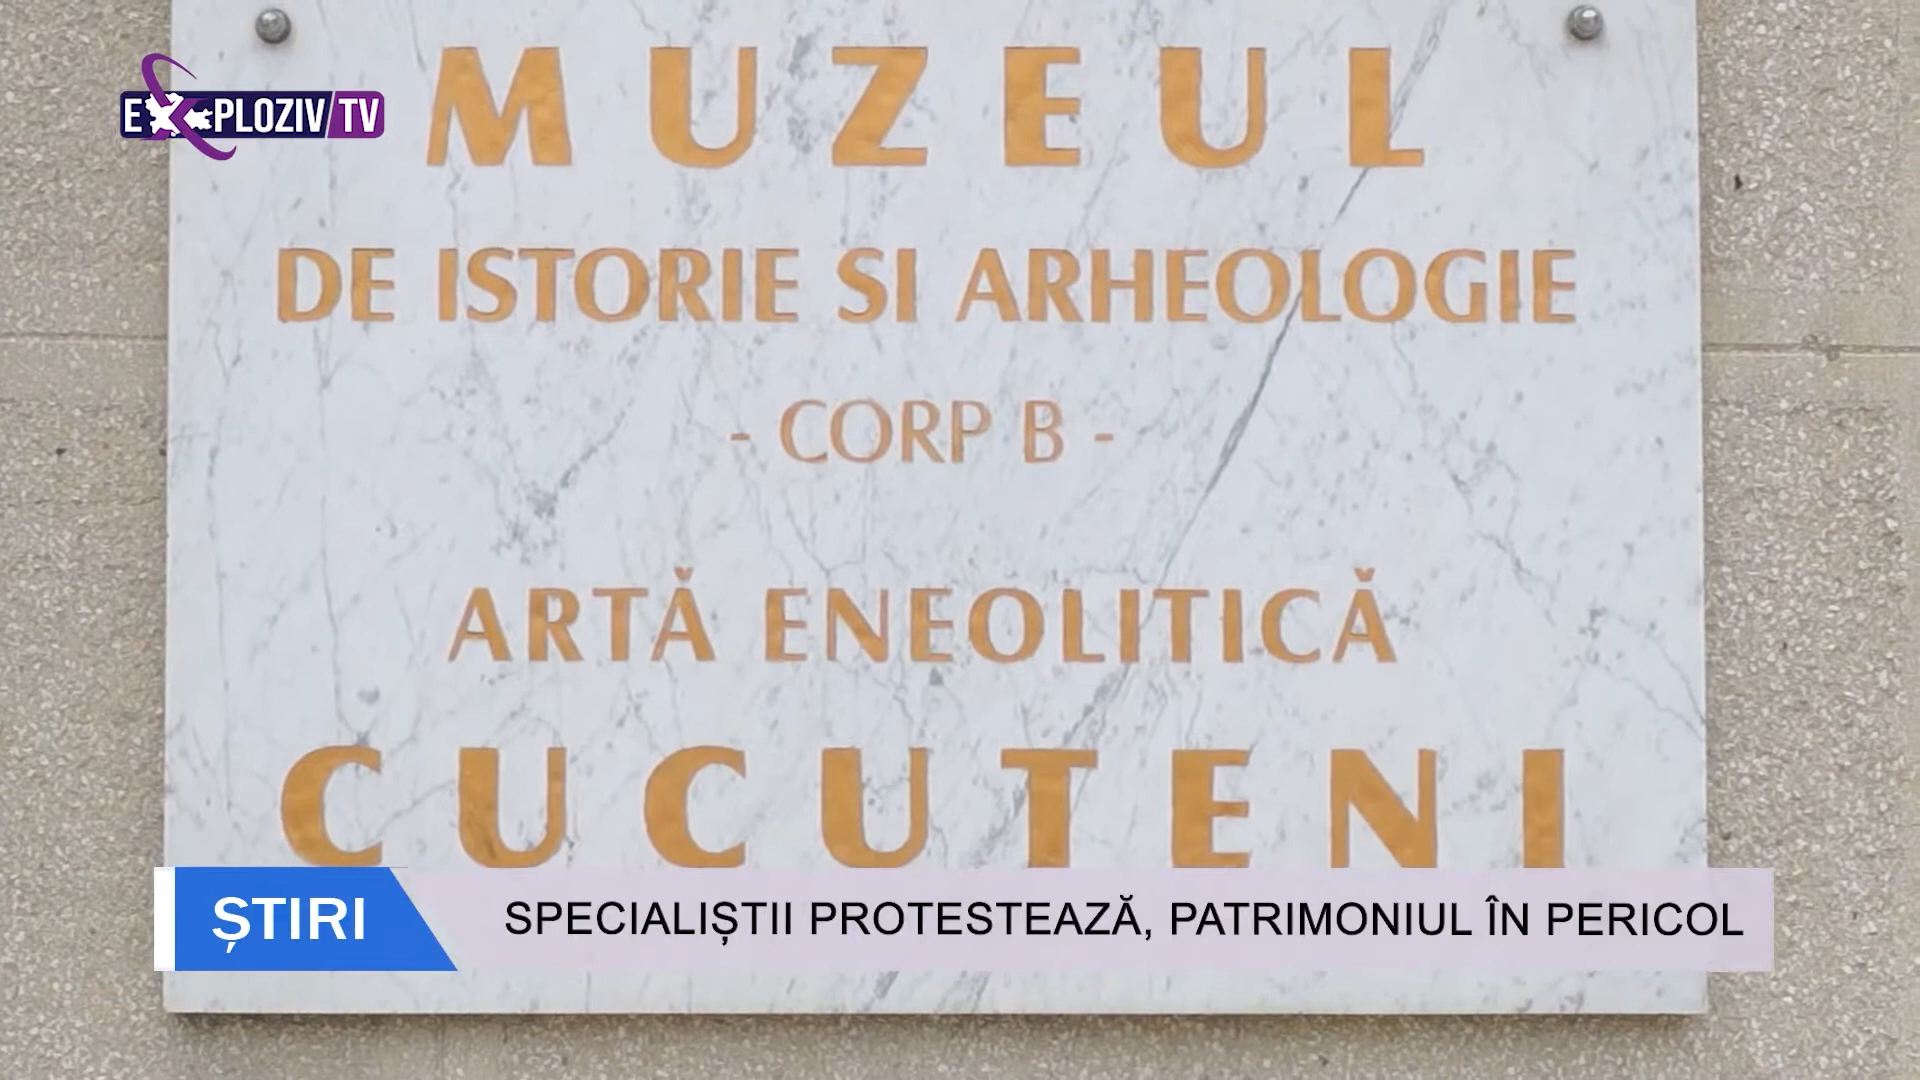 MUZEUL
EXPLOZIV TV
DE ISTORIE SI ARHEOLOGIE
- CORP B -
ARTĂ ENEOLITICĂ
CUCUTENI
ȘTIRI
SPECIALIȘTII PROTESTEAZĂ, PATRIMONIUL ÎN PERICOL